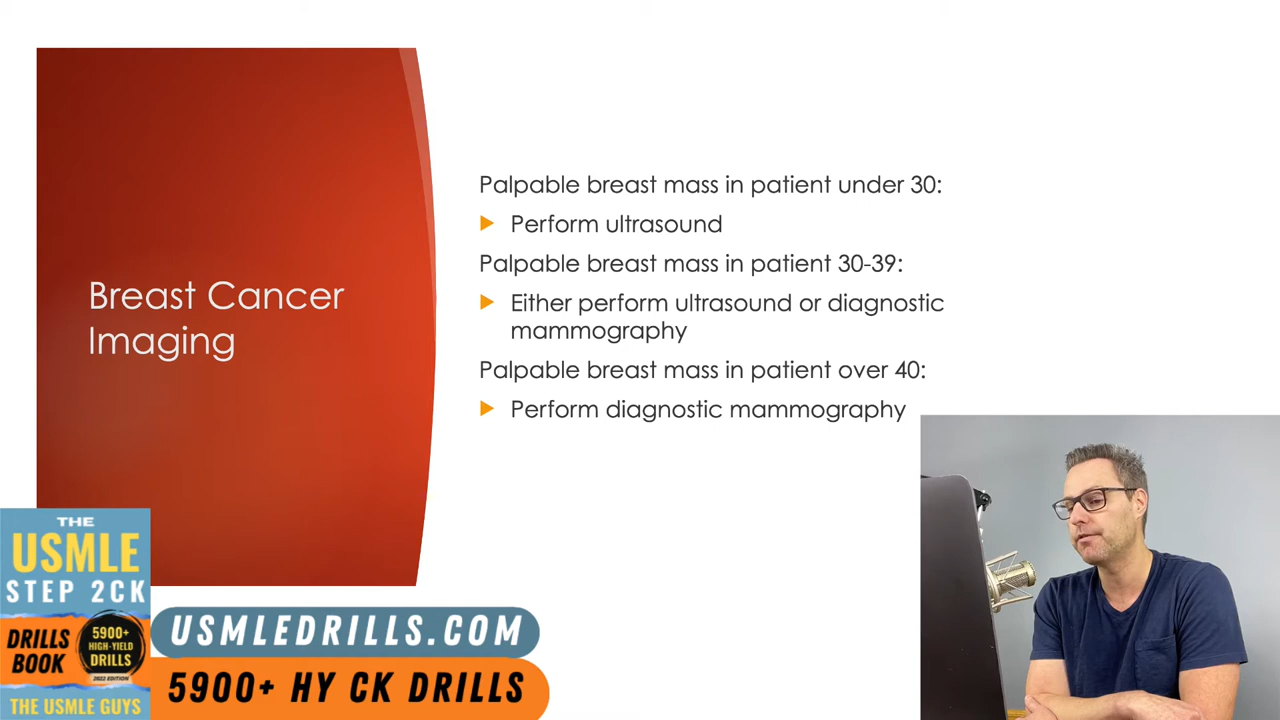 Breast Cancer
Imaging
Palpable breast mass in patient under 30:
Perform ultrasound
Palpable breast mass in patient 30-39:
Either perform ultrasound or diagnostic
mammography
Palpable breast mass in patient over 40:
Perform diagnostic mammography
THE
USMLE
STEP 2CK
DRILLS
BOOK
5900+
HIGH-YIELD
DRILLS
2022 EDITION
THE USMLE GUYS
USMLEDRILLS.COM
5900+ HY CK DRILLS